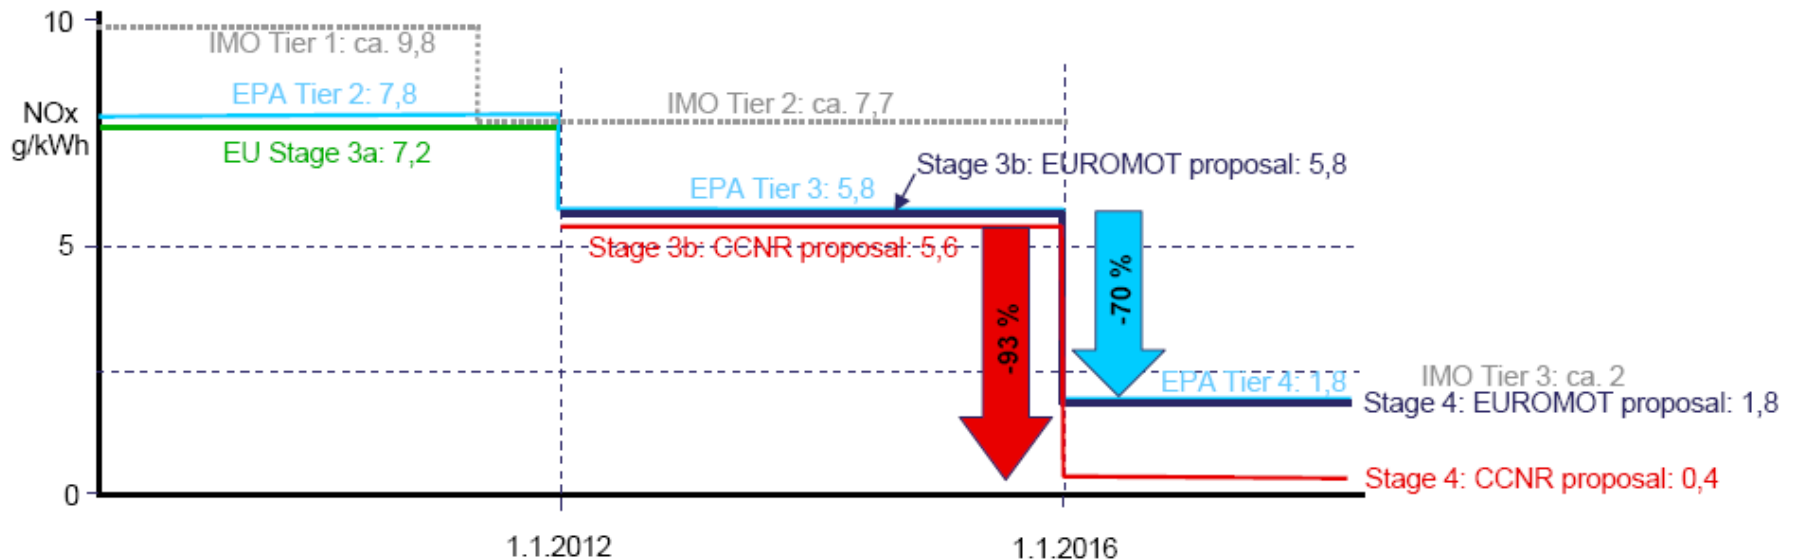 10
IMO Tier 1: ca. 9,8
EPA Tier 2: 7,8
IMO Tier 2: ca. 7,7
NOx
g/kWh
EU Stage 3a: 7,2
Stage 3b: EUROMOT proposal: 5,8
EPA Tier 3: 5,8
5
Stage 3b: CCNR proposal: 5,6
-93 %
-70 %
EPA Tier 4: 1,8
IMO Tier 3: ca. 2
Stage 4: EUROMOT proposal: 1,8
Stage 4: CCNR proposal: 0,4
0
1.1.2012
1.1.2016